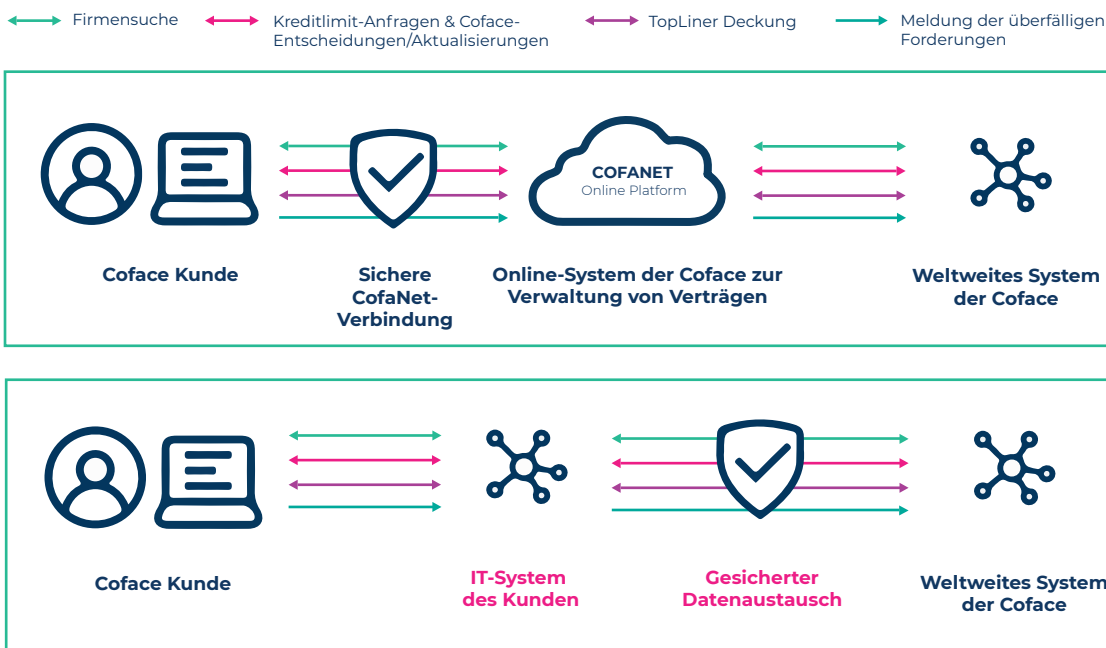 Firmensuche
Kreditlimit-Anfragen & Coface-
Entscheidungen/Aktualisierungen
TopLiner Deckung
Meldung der überfälligen
Forderungen
COFANET
Online Platform
Coface Kunde
Sichere
CofaNet-
Verbindung
Online-System der Coface zur
Verwaltung von Verträgen
Weltweites System
der Coface
Coface Kunde
IT-System
des Kunden
Gesicherter
Datenaustausch
Weltweites System
der Coface